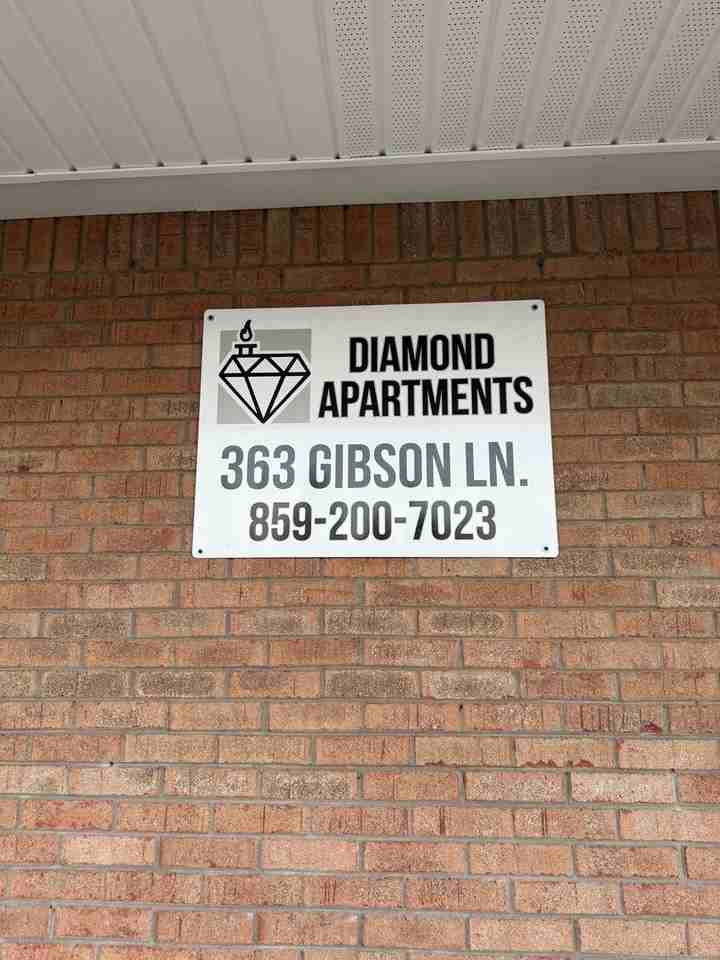 DIAMOND
APARTMENTS
363 GIBSON LN.
859-200-7023